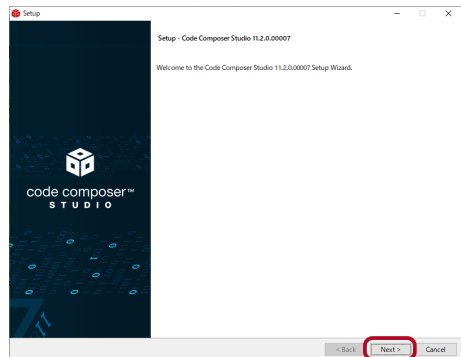 Setup
Setup - Code Composer Studio 11.2.0.00007
Welcome to the Code Composer Studio 11.2.0.00007 Setup Wizard.
code composer™
STUDIO
< Back
Next >
Cancel